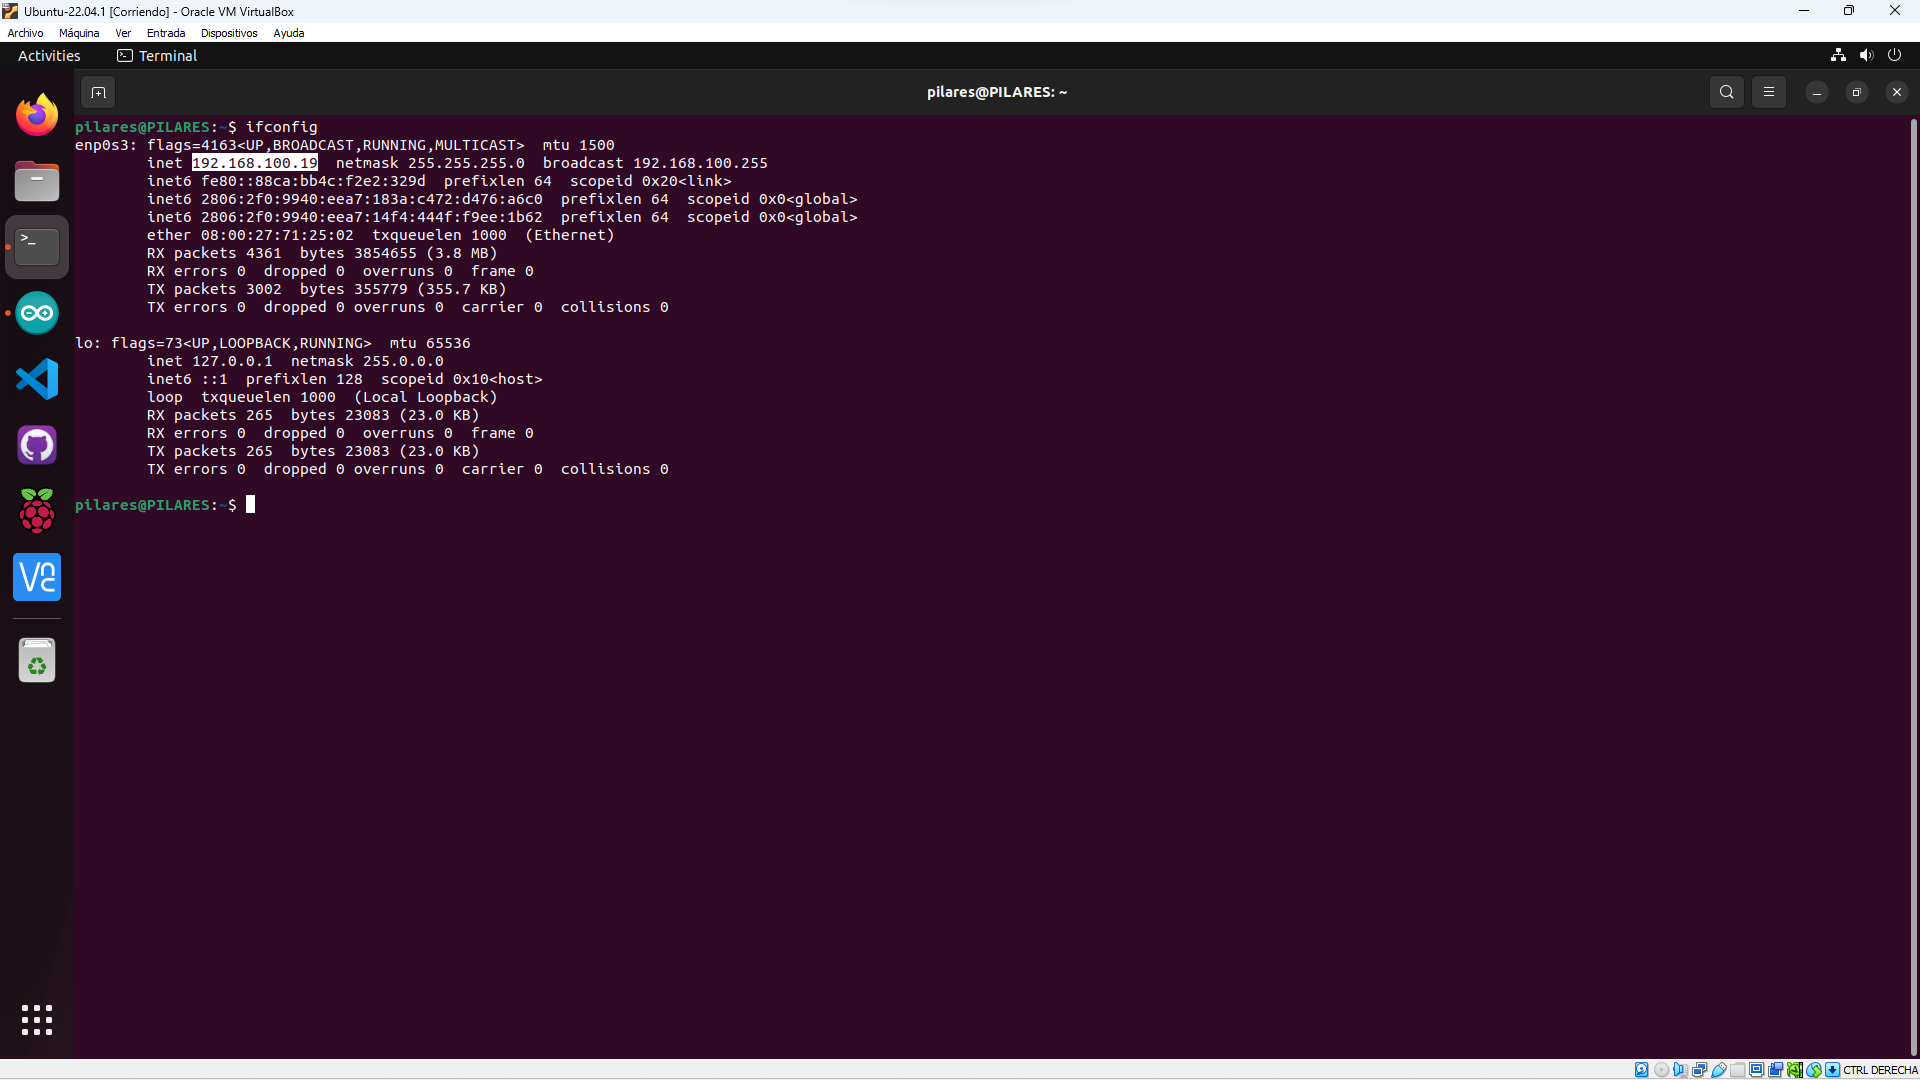 Ubuntu-22.04.1 [Corriendo] - Oracle VM VirtualBox
Archivo Máquina Ver Entrada Dispositivos Ayuda
Activities Terminal
pilares@PILARES: ~
pilares@PILARES:~$ ifconfig
enp0s3: flags=4163<UP,BROADCAST,RUNNING,MULTICAST>  mtu 1500
        inet 192.168.100.19  netmask 255.255.255.0  broadcast 192.168.100.255
        inet6 fe80::88ca:bb4c:f2e2:329d  prefixlen 64  scopeid 0x20<link>
        inet6 2806:2f0:9940:eea7:183a:c472:d476:a6c0  prefixlen 64  scopeid 0x0<global>
        inet6 2806:2f0:9940:eea7:14f4:444f:f9ee:1b62  prefixlen 64  scopeid 0x0<global>
        ether 08:00:27:71:25:02  txqueuelen 1000  (Ethernet)
        RX packets 4361  bytes 3854655 (3.8 MB)
        RX errors 0  dropped 0  overruns 0  frame 0
        TX packets 3002  bytes 355779 (355.7 KB)
        TX errors 0  dropped 0 overruns 0  carrier 0  collisions 0
lo: flags=73<UP,LOOPBACK,RUNNING>  mtu 65536
        inet 127.0.0.1  netmask 255.0.0.0
        inet6 ::1  prefixlen 128  scopeid 0x10<host>
        loop  txqueuelen 1000  (Local Loopback)
        RX packets 265  bytes 23083 (23.0 KB)
        RX errors 0  dropped 0  overruns 0  frame 0
        TX packets 265  bytes 23083 (23.0 KB)
        TX errors 0  dropped 0 overruns 0  carrier 0  collisions 0
pilares@PILARES:~$
CTRL DERECHA